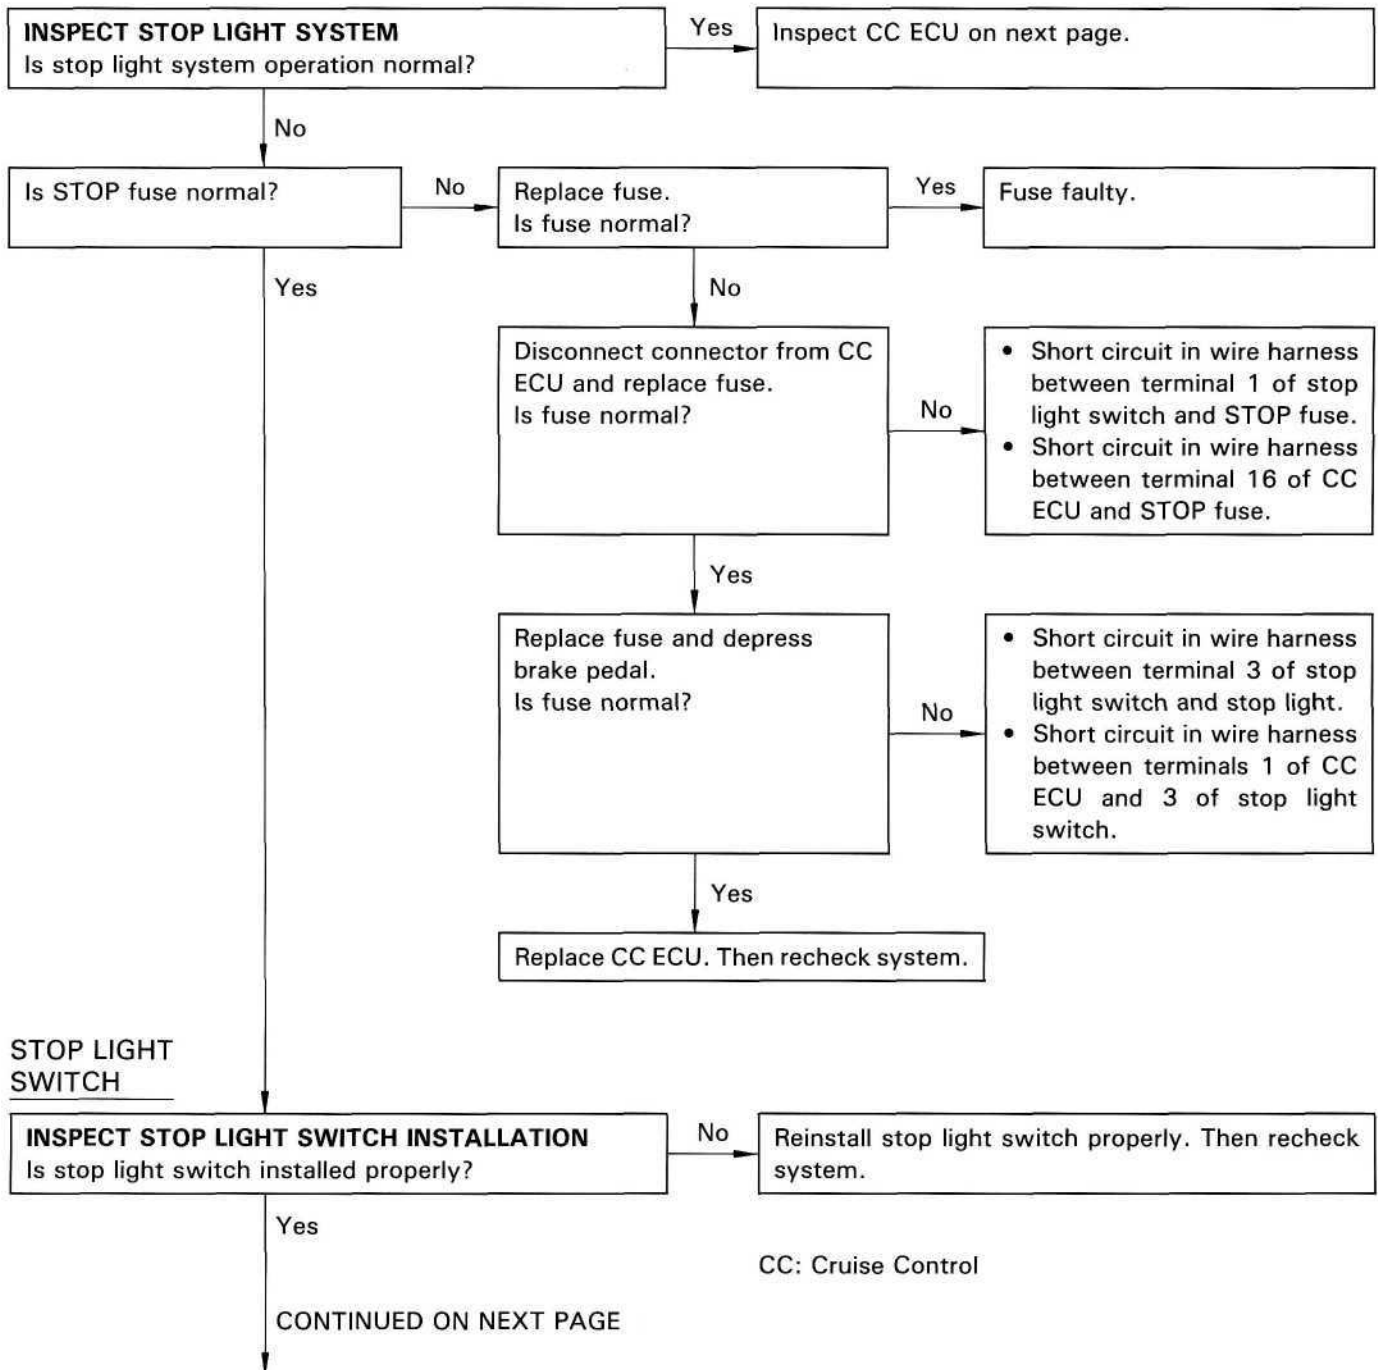 INSPECT STOP LIGHT SYSTEM
Is stop light system operation normal?
Yes
Inspect CC ECU on next page.
No
Is STOP fuse normal?
No
Replace fuse.
Is fuse normal?
Yes
Fuse faulty.
Yes
No
Disconnect connector from CC
ECU and replace fuse.
Is fuse normal?
No
• Short circuit in wire harness
between terminal 1 of stop
light switch and STOP fuse.
• Short circuit in wire harness
between terminal 16 of CC
ECU and STOP fuse.
Yes
Replace fuse and depress
brake pedal.
Is fuse normal?
No
• Short circuit in wire harness
between terminal 3 of stop
light switch and stop light.
• Short circuit in wire harness
between terminals 1 of CC
ECU and 3 of stop light
switch.
Yes
Replace CC ECU. Then recheck system.
STOP LIGHT
SWITCH
INSPECT STOP LIGHT SWITCH INSTALLATION
Is stop light switch installed properly?
No
Reinstall stop light switch properly. Then recheck
system.
Yes
CC: Cruise Control
CONTINUED ON NEXT PAGE